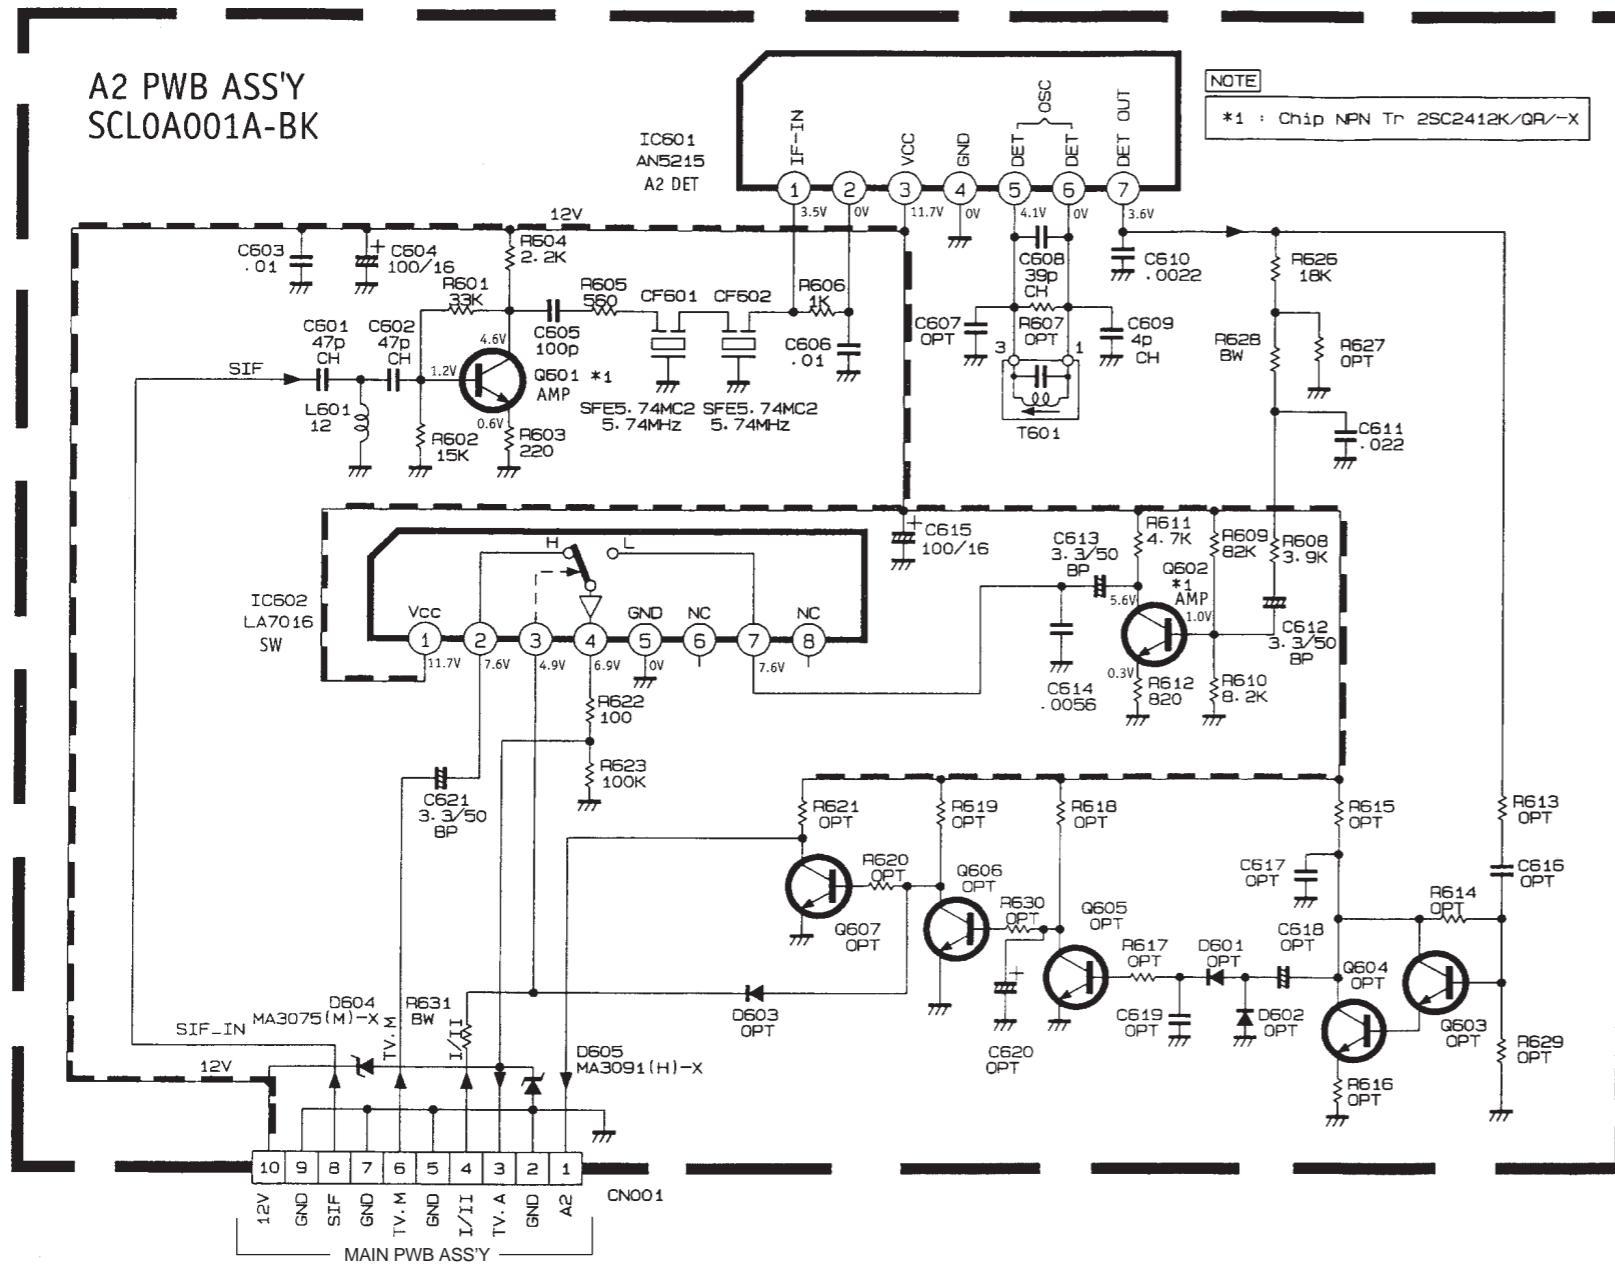 A2 PWB ASS'Y
SCL0A001A-BK
NOTE
*1 : Chip NPN Tr 2SC2412K/QR/-X
IC601
AN5215
A2 DET
IF-IN
VCC
GND
DET
OSC
DET
DET OUT
1 2 3 4 5 6 7
3.5V 0V 11.7V 0V 4.1V 0V 3.6V
12V
C603
.01
+
C604
100/16
R604
2.2K
R601
33K
R605
560
CF601
CF602
R606
1K
C601
47p
CH
C602
47p
CH
C605
100p
C606
.01
4.6V
1.2V
0.6V
Q601 *1
AMP
SIF
L601
12
R602
15K
R603
220
SFE5.74MC2
5.74MHz
SFE5.74MC2
5.74MHz
C608
39p
CH
C607
OPT
R607
OPT
C609
4p
CH
3
1
T601
C610
.0022
R626
18K
R628
BW
R627
OPT
C611
.022
IC602
LA7016
SW
H
L
Vcc
GND
NC
NC
1 2 3 4 5 6 7 8
11.7V 7.6V 4.9V 6.9V 0V 7.6V
+
C615
100/16
C613
3.3/50
BP
R611
4.7K
R609
82K
R608
3.9K
Q602
*1
AMP
5.6V
1.0V
0.3V
C612
3.3/50
BP
C614
.0056
R612
820
R610
8.2K
R622
100
R623
100K
C621
3.3/50
BP
R621
OPT
R619
OPT
R618
OPT
R615
OPT
R613
OPT
R620
OPT
Q606
OPT
C617
OPT
C616
OPT
R614
OPT
Q607
OPT
R630
OPT
Q605
OPT
+
R617
OPT
D601
OPT
C618
OPT
Q604
OPT
D603
OPT
C620
OPT
C619
OPT
D602
OPT
Q603
OPT
R629
OPT
R616
OPT
SIF_IN
D604
MA3075(M)-X
TV.M
R631
BW
I/II
D605
MA3091(H)-X
12V
10 9 8 7 6 5 4 3 2 1
CN001
12V
GND
SIF
GND
TV.M
GND
I/II
TV.A
GND
A2
MAIN PWB ASS'Y